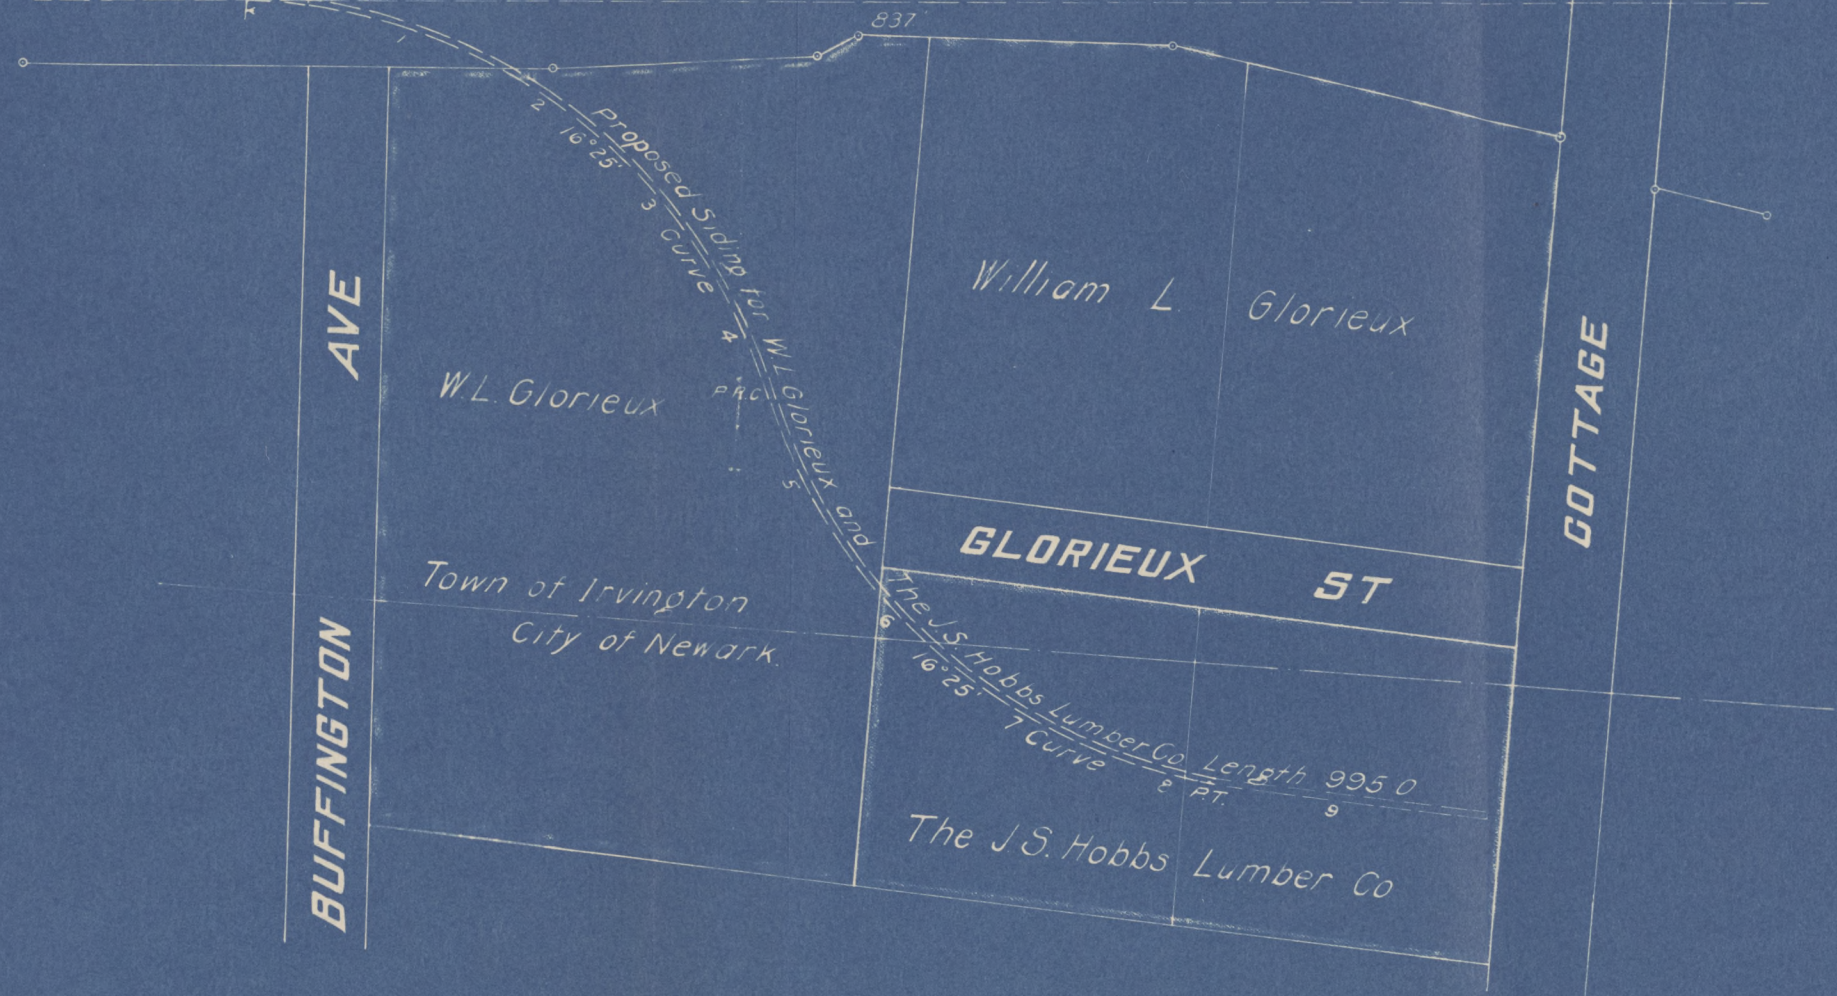 837'
1
2
16°25'
Proposed Siding for W.L. Glorieux and
3
Curve
4
William L. Glorieux
AVE
W.L. Glorieux
P.R.C.
5
COTTAGE
GLORIEUX ST
Town of Irvington
City of Newark.
The J.S. Hobbs Lumber Co Length 995.0
6
16°25'
7
Curve
8
P.T.
9
BUFFINGTON
The J.S. Hobbs Lumber Co